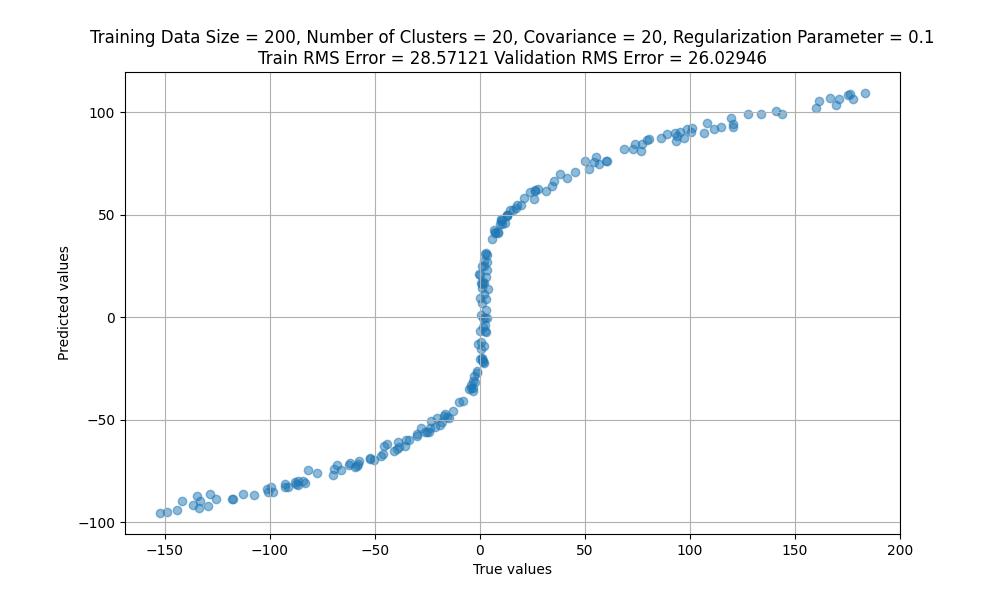 Training Data Size = 200, Number of Clusters = 20, Covariance = 20, Regularization Parameter = 0.1
Train RMS Error = 28.57121 Validation RMS Error = 26.02946
100
50
0
−50
−100
Predicted values
−150 −100 −50 0 50 100 150 200
True values